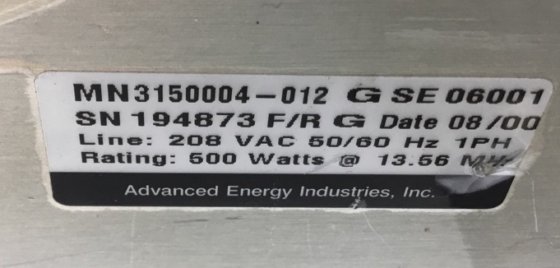 MN3150004-012 G SE 06001
SN 194873 F/R G Date 08/00
Line: 208 VAC 50/60 Hz 1PH
Rating: 500 Watts @ 13.56
Advanced Energy Industries, Inc.